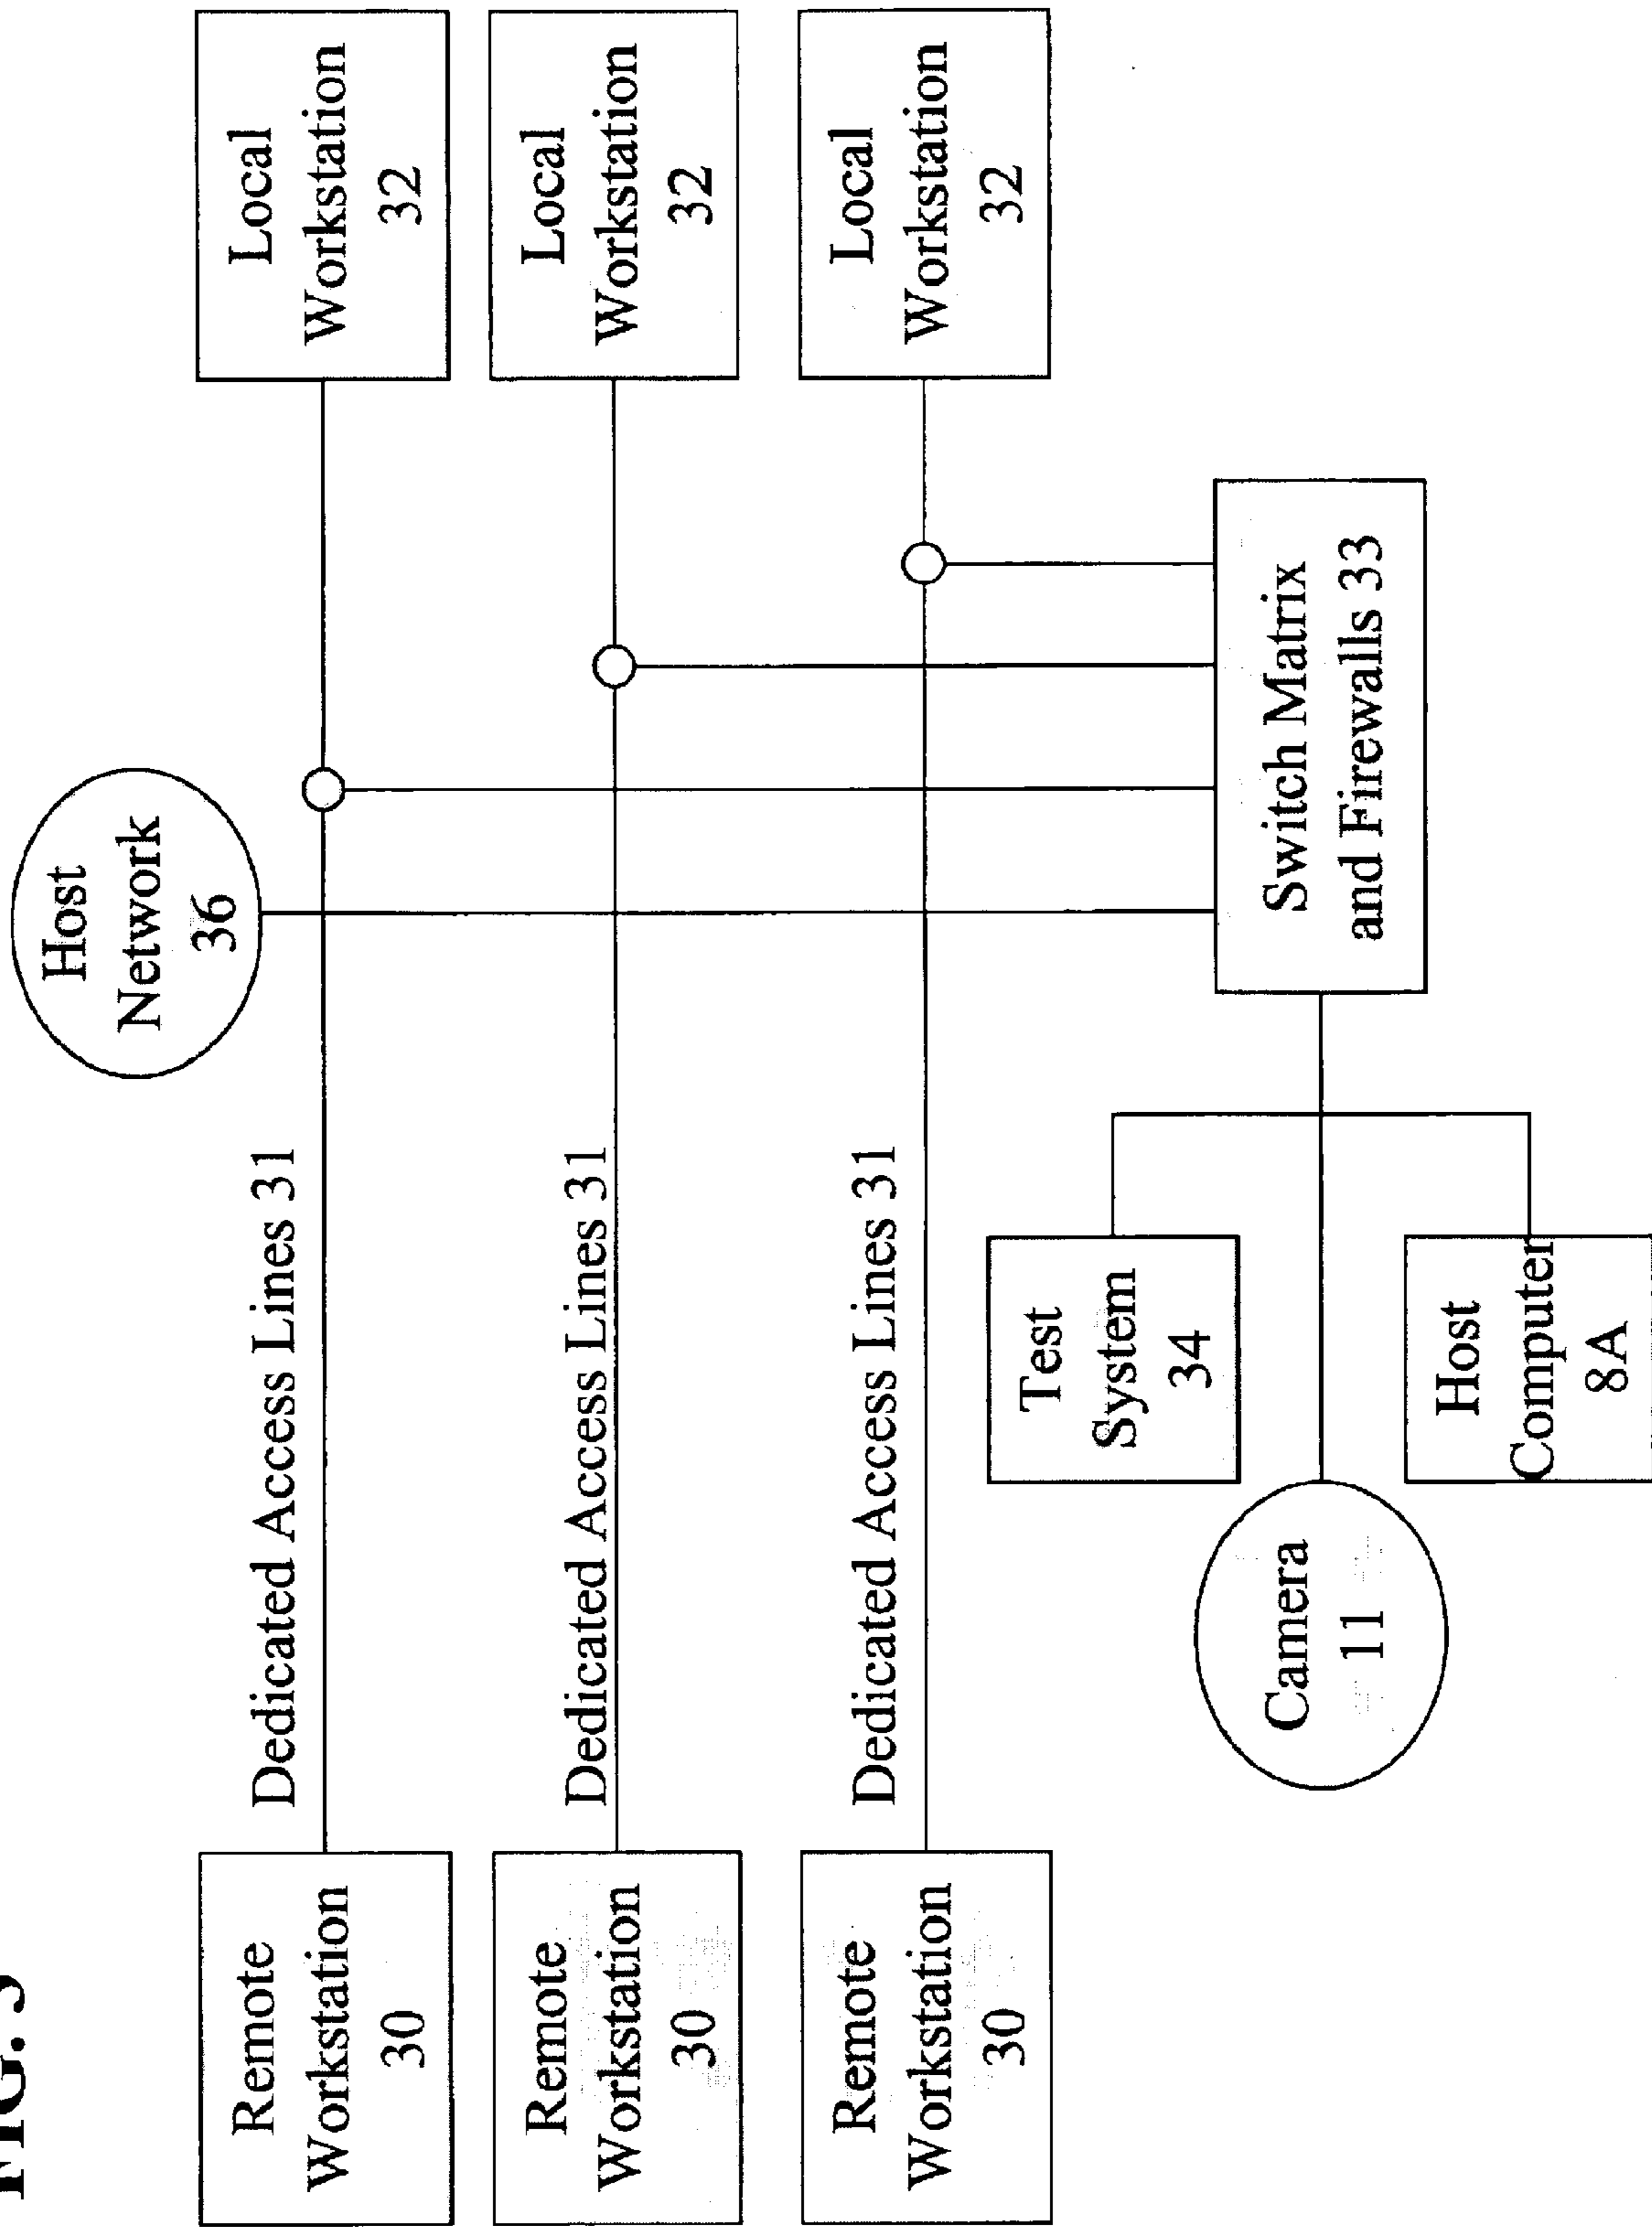 FIG.
Host
Network
36
Remote
Workstation
30
Dedicated Access Lines 31
Local
Workstation
32
Remote
Workstation
30
Dedicated Access Lines 31
Local
Workstation
32
Remote
Workstation
30
Dedicated Access Lines 31
Local
Workstation
32
Test
System
34
Camera
11
Switch Matrix
and Firewalls 33
Host
Computer
8A